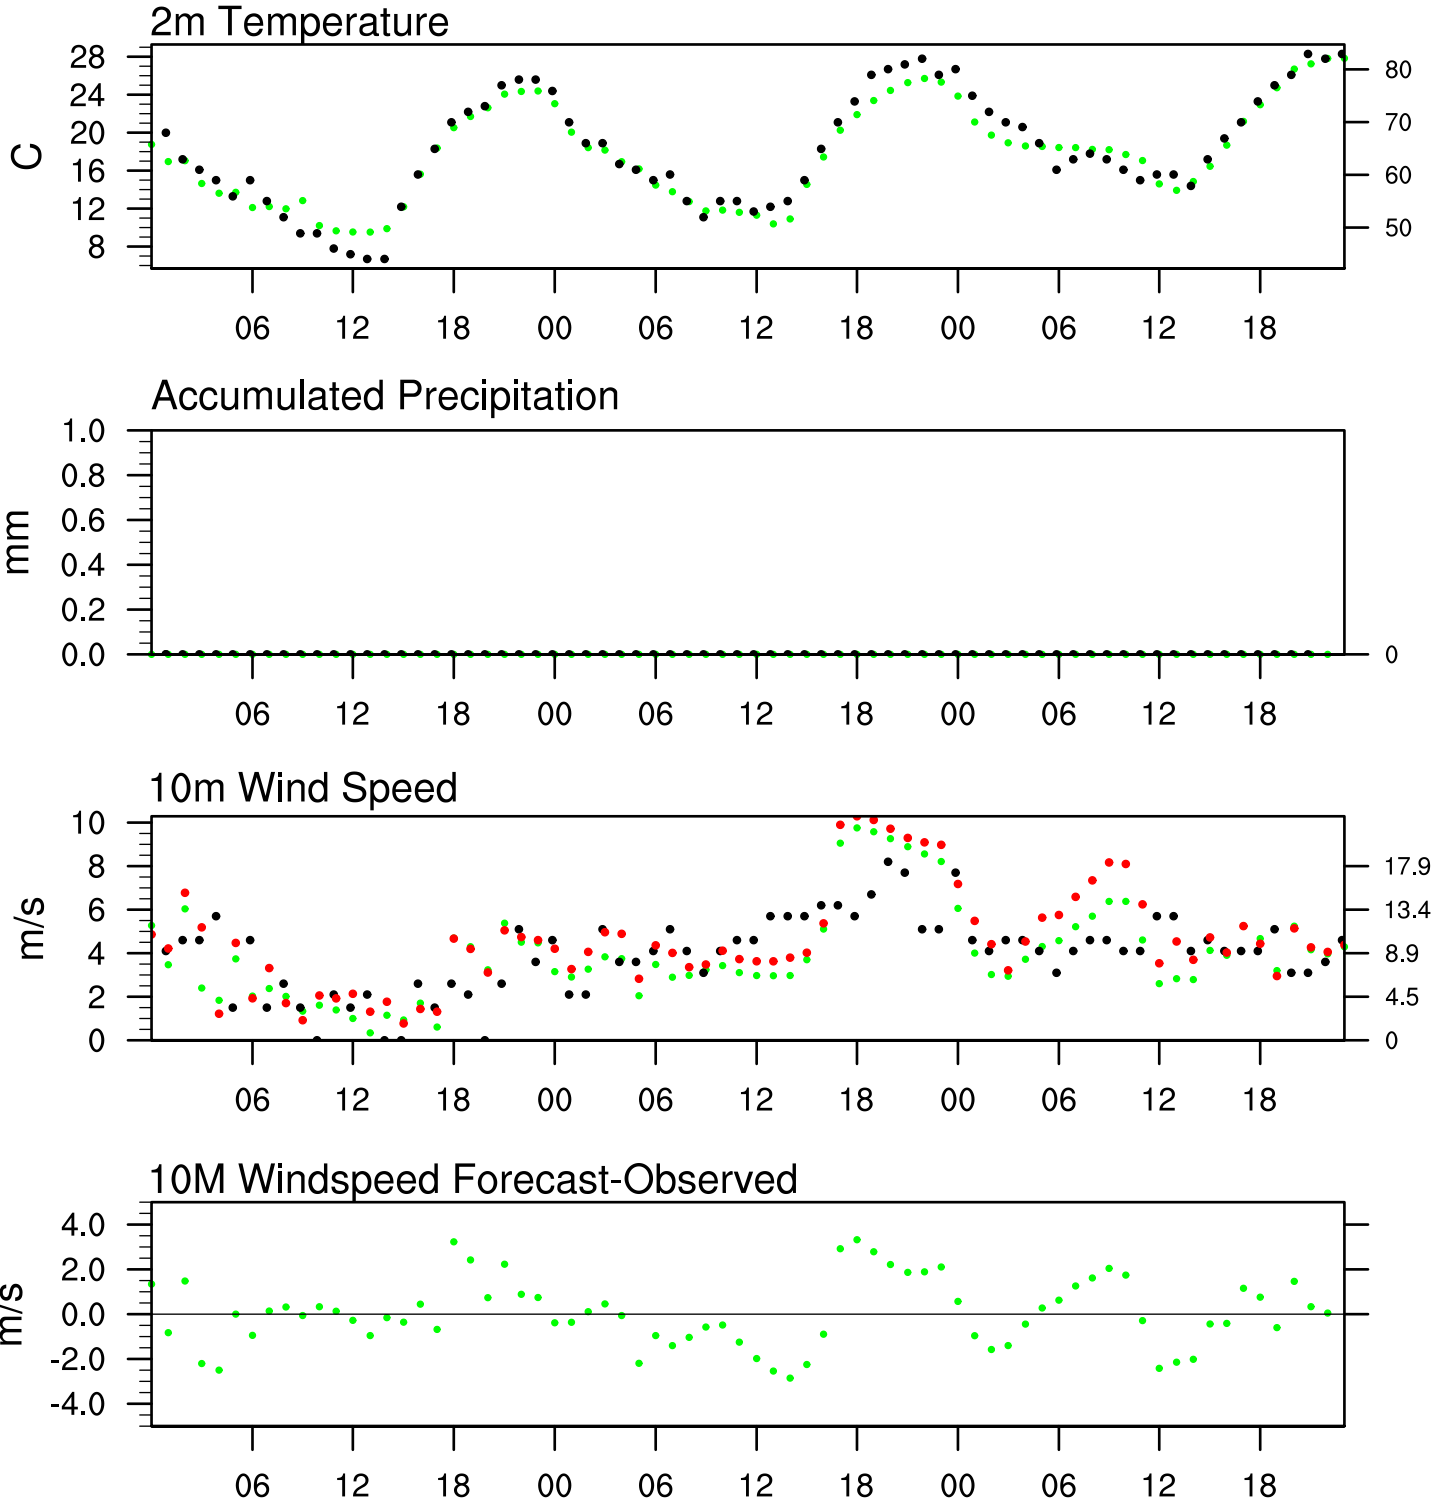 2m Temperature
28
24
20
16
12
8
C
80
70
60
50
06 12 18 00 06 12 18 00 06 12 18
Accumulated Precipitation
1.0
0.8
0.6
0.4
0.2
0.0
mm
0
06 12 18 00 06 12 18 00 06 12 18
10m Wind Speed
10
8
6
4
2
0
m/s
17.9
13.4
8.9
4.5
0
06 12 18 00 06 12 18 00 06 12 18
10M Windspeed Forecast-Observed
4.0
2.0
0.0
-2.0
-4.0
m/s
06 12 18 00 06 12 18 00 06 12 18